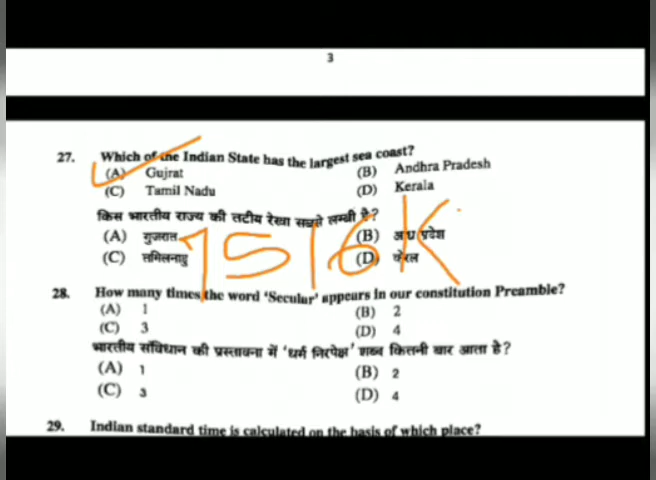 3
27. Which of the Indian State has the largest sea coast?
(A) Gujrat (B) Andhra Pradesh
(C) Tamil Nadu (D) Kerala
किस भारतीय राज्य की तटीय रेखा सबसे लम्बी है?
(A) गुजरात (B) आंध्र प्रदेश
(C) तमिलनाडु (D) केरल
7516K
28. How many times the word 'Secular' appears in our constitution Preamble?
(A) 1 (B) 2
(C) 3 (D) 4
भारतीय संविधान की प्रस्तावना में 'धर्म निरपेक्ष' शब्द कितनी बार आता है?
(A) 1 (B) 2
(C) 3 (D) 4
29. Indian standard time is calculated on the basis of which place?